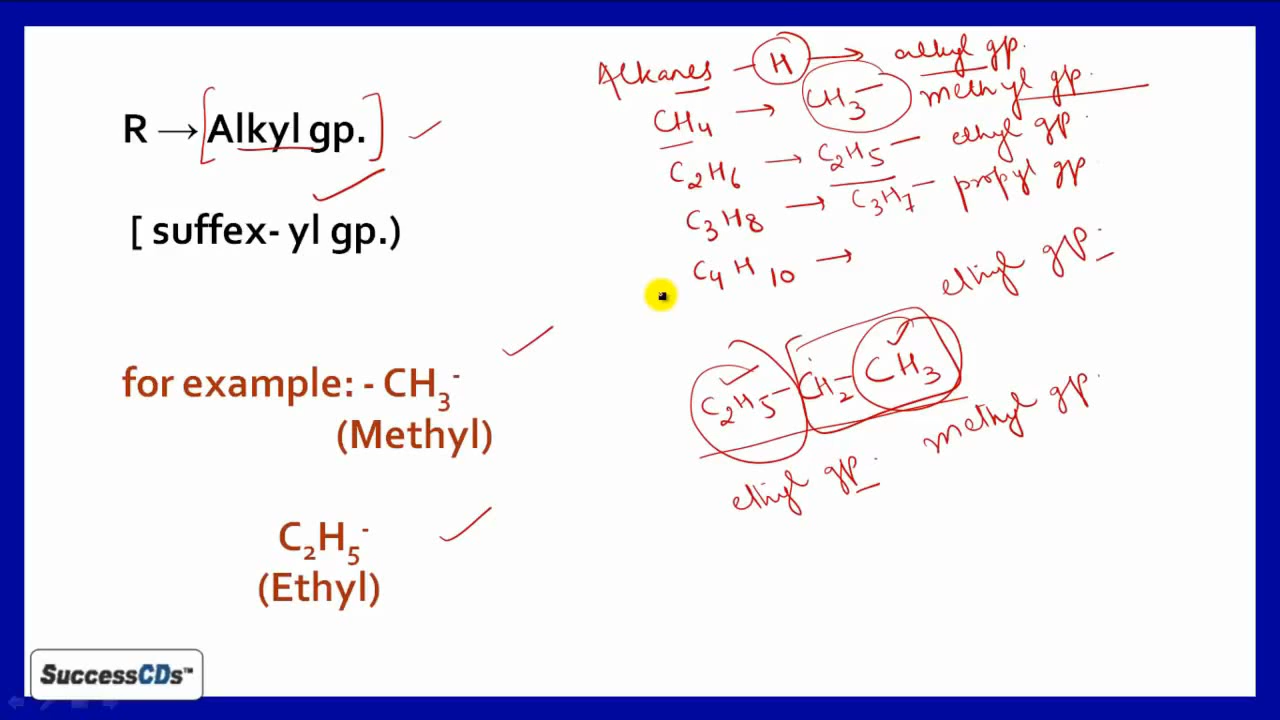 R → [Alkyl gp.]
[ suffex- yl gp.)
for example: - CH₃⁻
(Methyl)
C₂H₅⁻
(Ethyl)
Alkanes – H → alkyl gp.
CH₄ → CH₃– methyl gp.
C₂H₆ → C₂H₅– ethyl gp.
C₃H₈ → C₃H₇– propyl gp
C₄H₁₀ →
ethyl gp.
C₂H₅–CH₂–CH₃
methyl gp.
ethyl gp.
SuccessCDs™